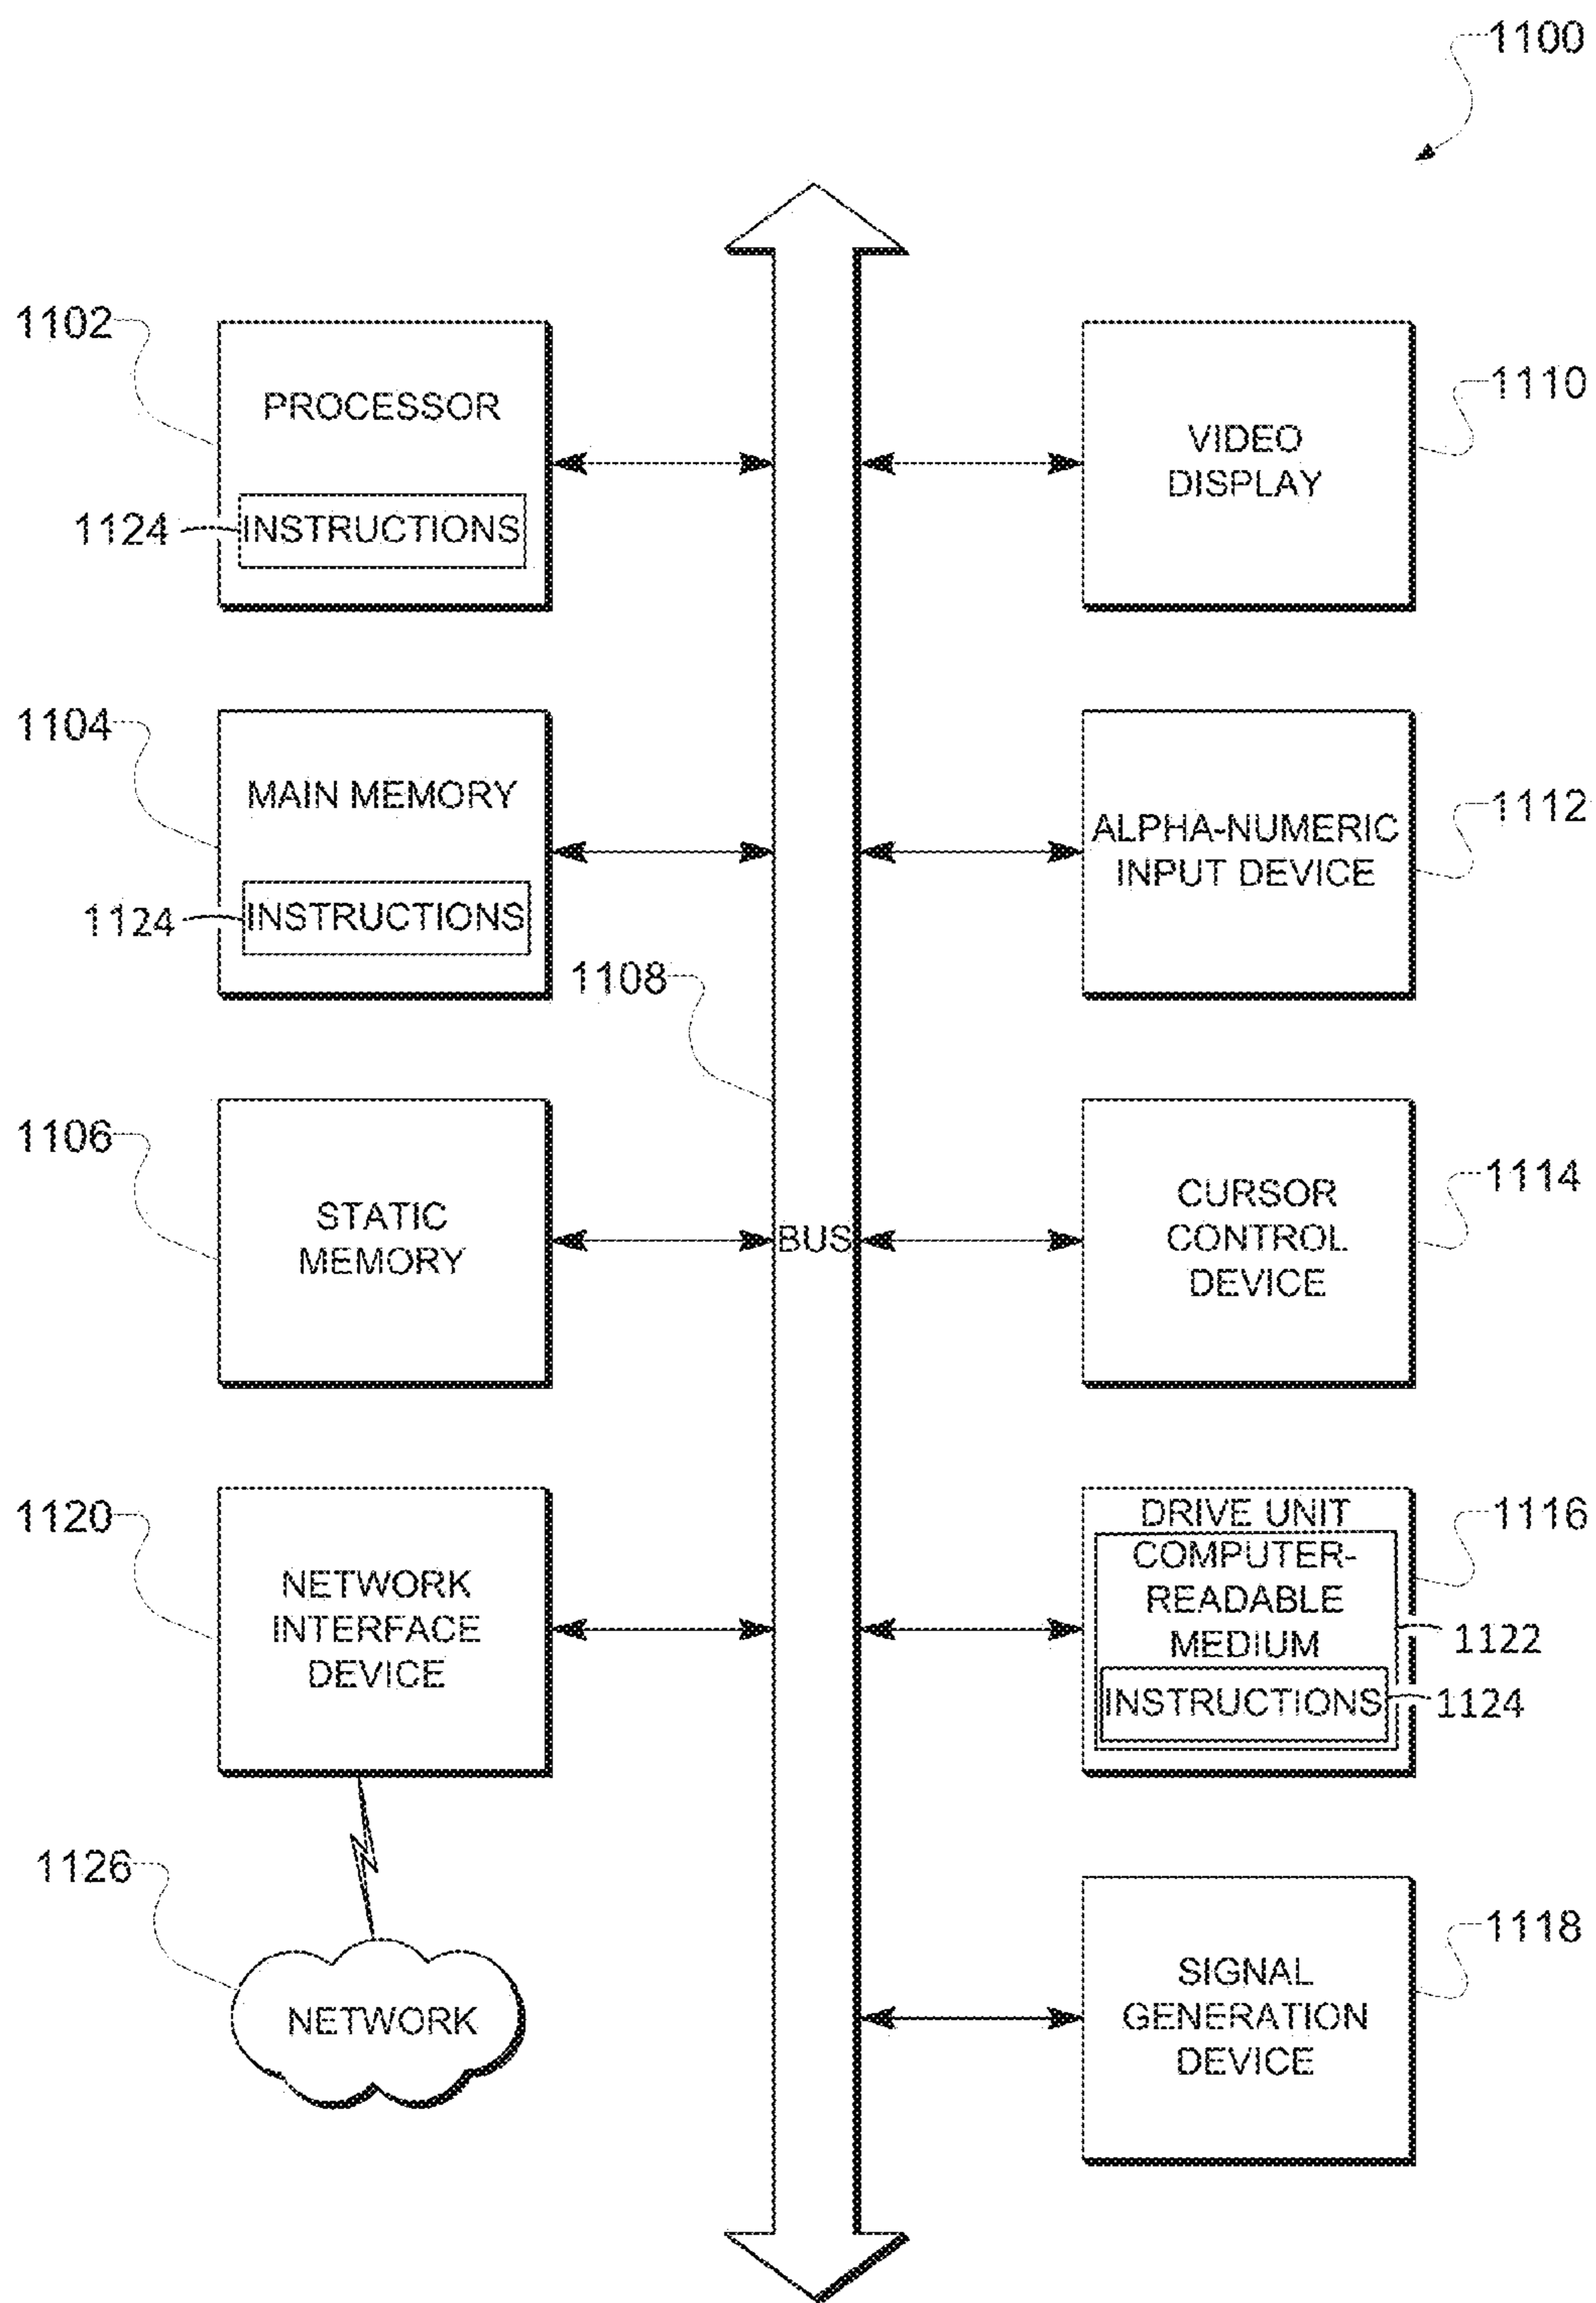 1100
1102
PROCESSOR
1124
INSTRUCTIONS
1110
VIDEO
DISPLAY
1104
MAIN MEMORY
1124
INSTRUCTIONS
1112
ALPHA-NUMERIC
INPUT DEVICE
1108
BUS
1106
STATIC
MEMORY
1114
CURSOR
CONTROL
DEVICE
1120
NETWORK
INTERFACE
DEVICE
1116
DRIVE UNIT
COMPUTER-
READABLE
MEDIUM
1122
INSTRUCTIONS
1124
1126
NETWORK
1118
SIGNAL
GENERATION
DEVICE